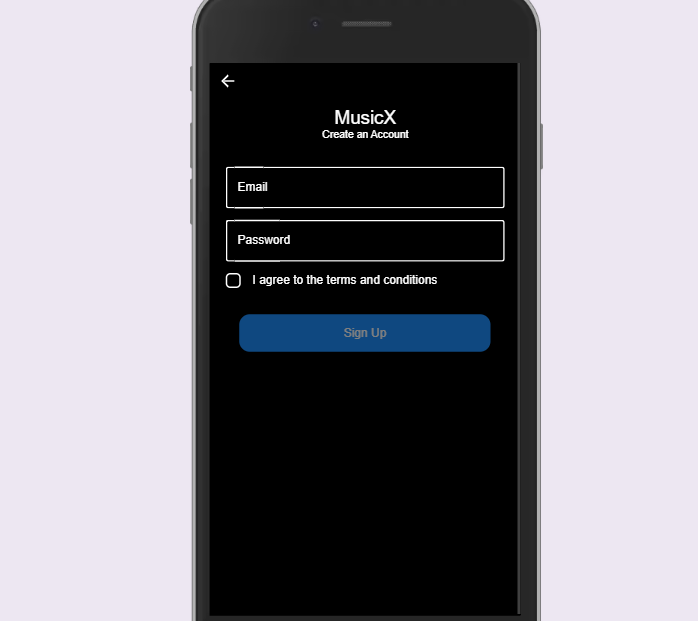 MusicX
Create an Account
Email
Password
I agree to the terms and conditions
Sign Up